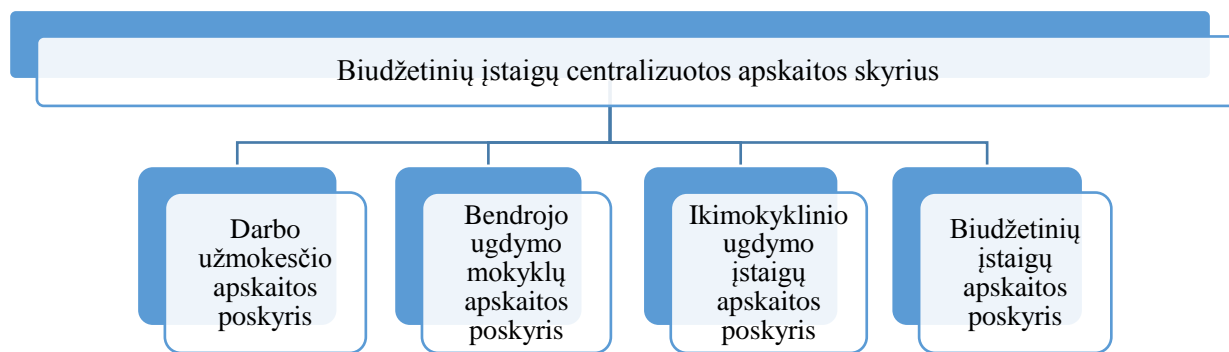 Biudžetinių įstaigų centralizuotos apskaitos skyrius
Darbo
užmokesčio
apskaitos
poskyris
Bendrojo
ugdymo
mokyklų
apskaitos
poskyris
Ikimokyklinio
ugdymo
įstaigų
apskaitos
poskyris
Biudžetinių
įstaigų
apskaitos
poskyris